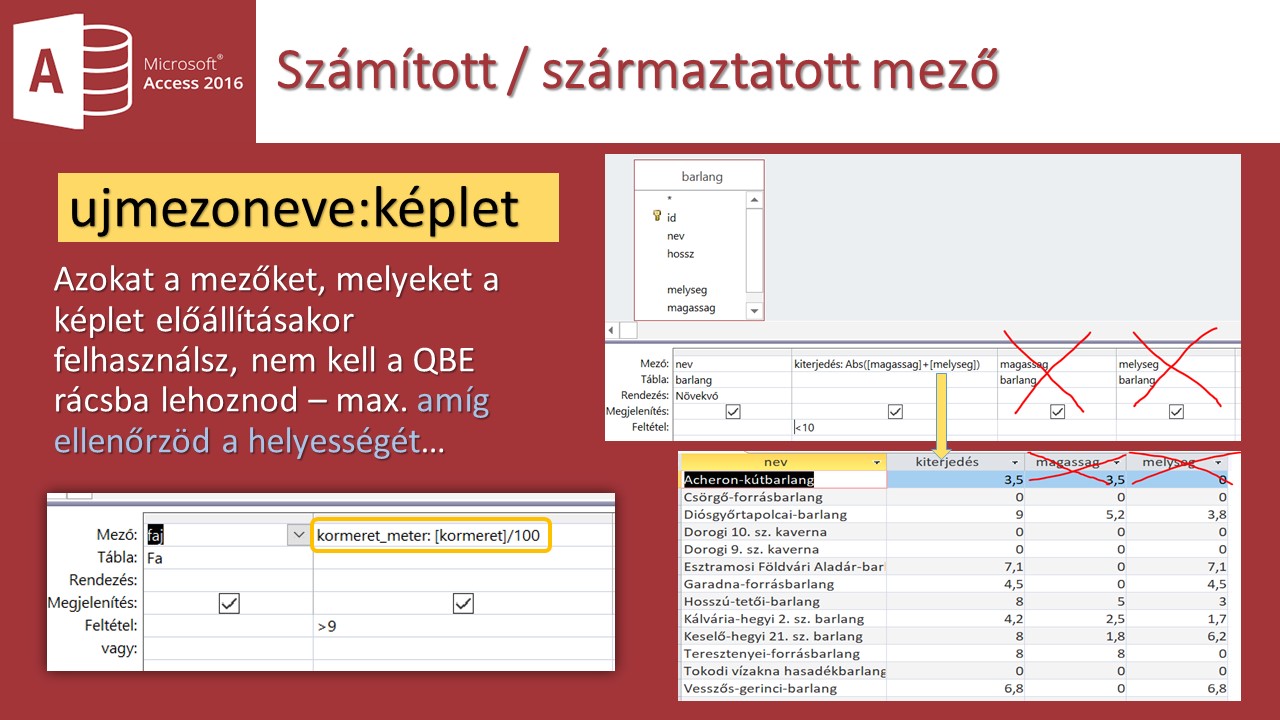 Microsoft®
Access 2016
A
Számított / származtatott mező
ujmezoneve:képlet
Azokat a mezőket, melyeket a
képlet előállításakor
felhasználsz, nem kell a QBE
rácsba lehoznod – max. amíg
ellenőrzöd a helyességét...
barlang
*
id
nev
hossz
melyseg
magassag
Mező: nev kiterjedés: Abs([magassag]+[melyseg]) magassag melyseg
Tábla: barlang barlang barlang
Rendezés: Növekvő
Megjelenítés:
Feltétel: <10
nev kiterjedés magassag melyseg
Acheron-kútbarlang 3,5 3,5 0
Csörgő-forrásbarlang 0 0 0
Diósgyőrtapolcai-barlang 9 5,2 3,8
Dorogi 10. sz. kaverna 0 0 0
Dorogi 9. sz. kaverna 0 0 0
Esztramosi Földvári Aladár-bar 7,1 0 7,1
Garadna-forrásbarlang 4,5 0 4,5
Hosszú-tetői-barlang 8 5 3
Kálvária-hegyi 2. sz. barlang 4,2 2,5 1,7
Keselő-hegyi 21. sz. barlang 8 1,8 6,2
Teresztenyei-forrásbarlang 8 8 0
Tokodi vízakna hasadékbarlang 0 0 0
Vesszős-gerinci-barlang 6,8 0 6,8
Mező: faj kormeret_meter: [kormeret]/100
Tábla: Fa
Rendezés:
Megjelenítés:
Feltétel: >9
vagy: